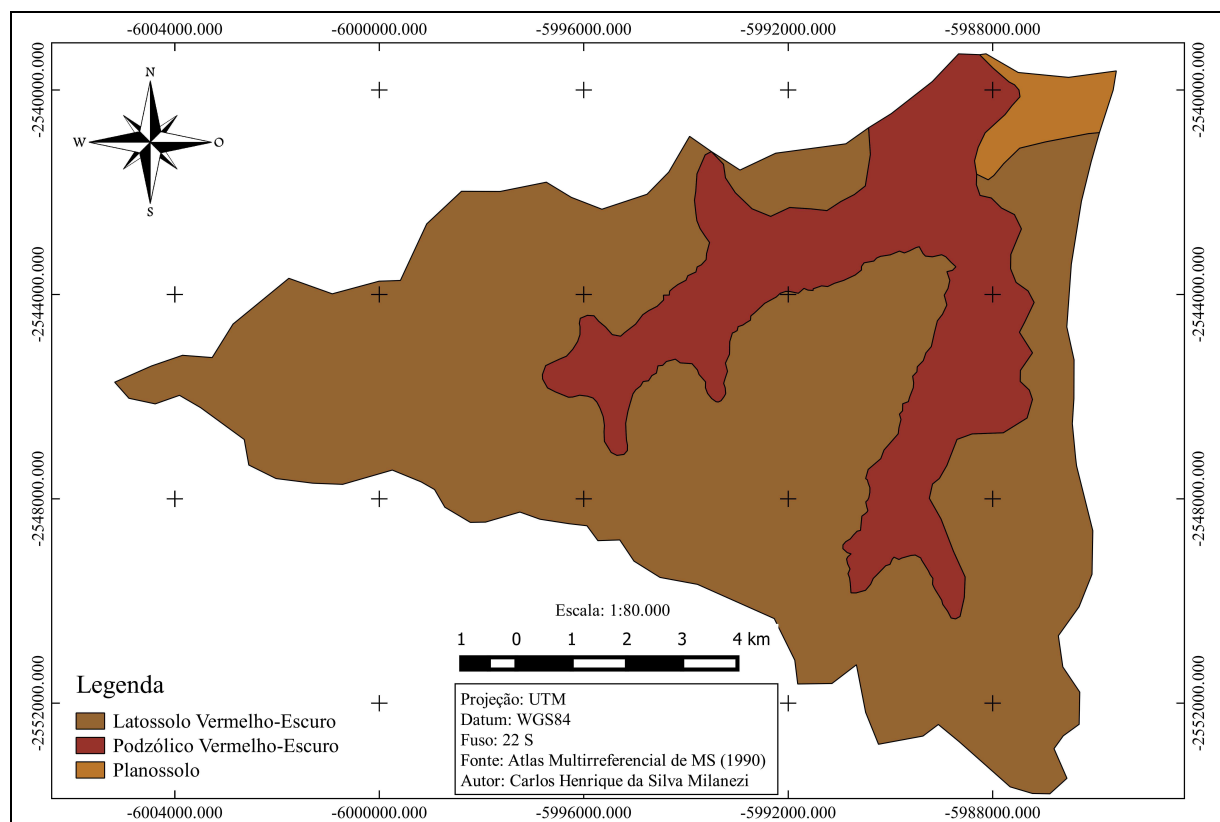 -6004000.000 -6000000.000 -5996000.000 -5992000.000 -5988000.000
-2540000.000 -2540000.000
-2544000.000 -2544000.000
-2548000.000 -2548000.000
-2552000.000 -2552000.000
N
W O
S
Escala: 1:80.000
1 0 1 2 3 4 km
Legenda
Latossolo Vermelho-Escuro
Podzólico Vermelho-Escuro
Planossolo
Projeção: UTM
Datum: WGS84
Fuso: 22 S
Fonte: Atlas Multirreferencial de MS (1990)
Autor: Carlos Henrique da Silva Milanezi
-6004000.000 -6000000.000 -5996000.000 -5992000.000 -5988000.000